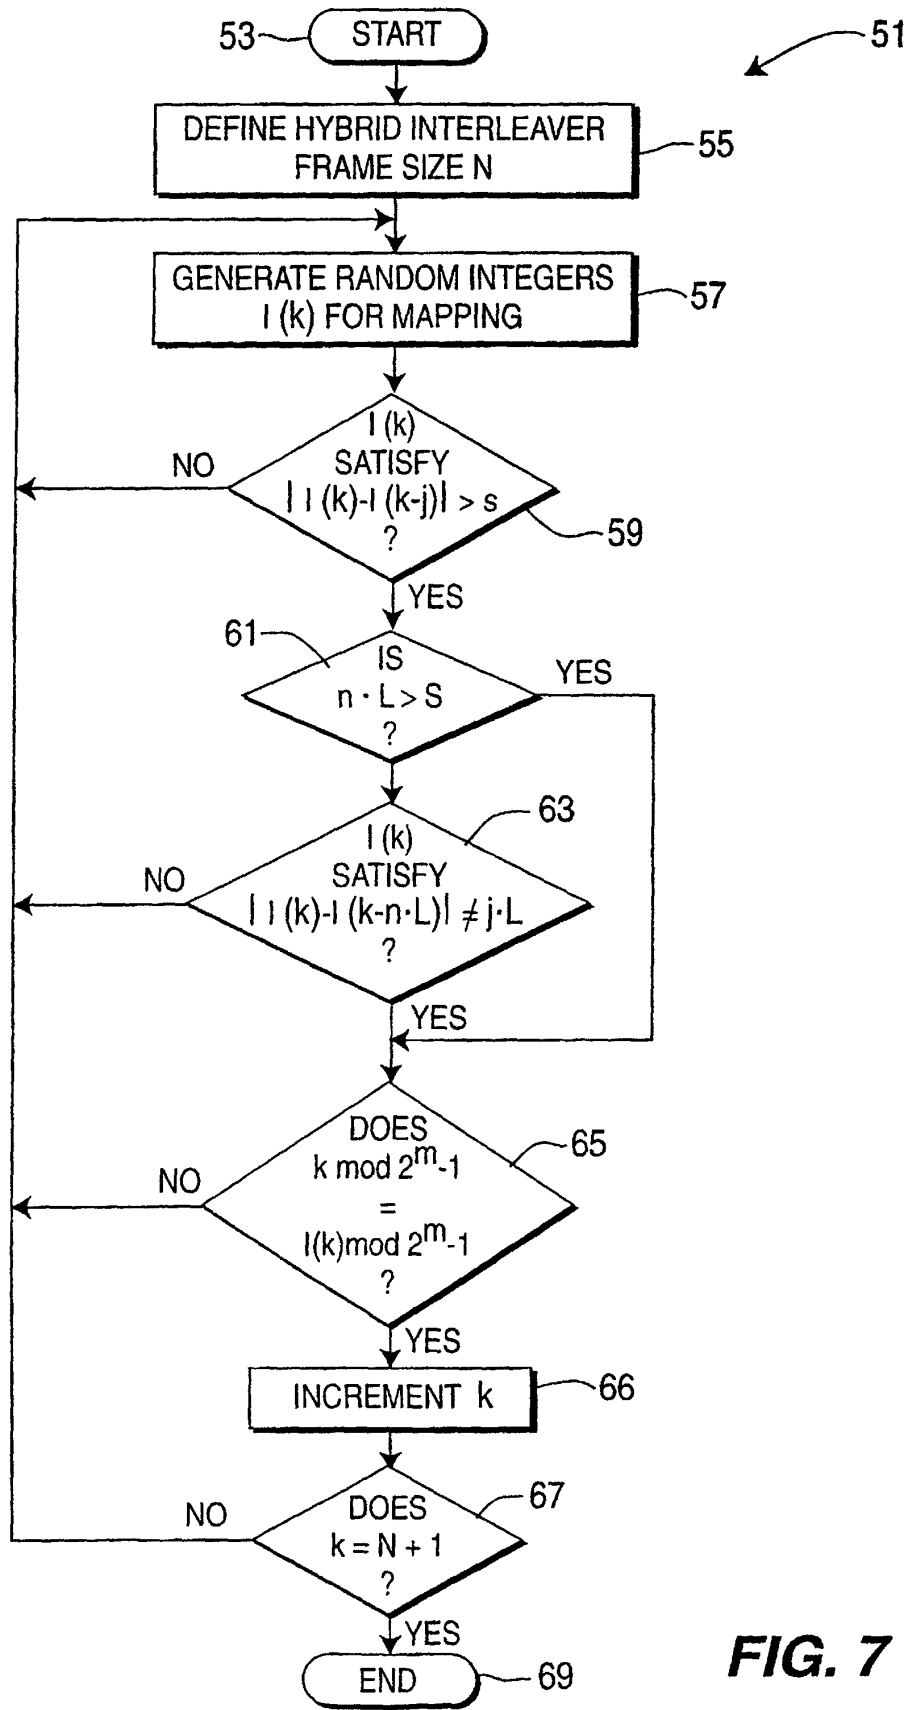 53
START
51
DEFINE HYBRID INTERLEAVER
FRAME SIZE N
55
GENERATE RANDOM INTEGERS
I (k) FOR MAPPING
57
I (k)
SATISFY
| I (k)-I (k-j)| > s
?
NO
59
YES
61
IS
n · L > S
?
YES
63
I (k)
SATISFY
| I (k)-I (k-n·L)| ≠ j·L
?
NO
YES
65
DOES
k mod 2^m-1
=
I(k)mod 2^m-1
?
NO
YES
INCREMENT k
66
67
DOES
k = N + 1
?
NO
YES
END
69
FIG. 7